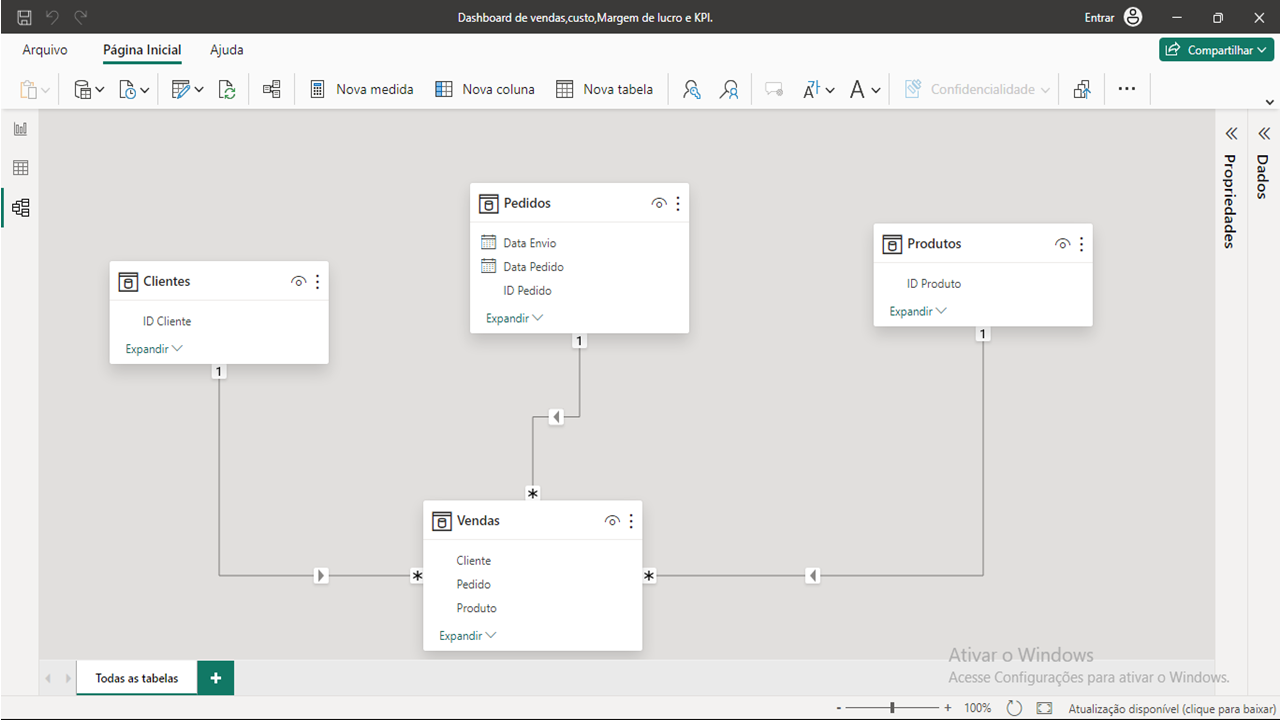 Dashboard de vendas,custo,Margem de lucro e KPI.
Entrar
Arquivo
Página Inicial
Ajuda
Compartilhar
Nova medida
Nova coluna
Nova tabela
Confidencialidade
Propriedades
Dados
Pedidos
Data Envio
Data Pedido
ID Pedido
Expandir
Produtos
ID Produto
Expandir
Clientes
ID Cliente
Expandir
1
1
1
*
Vendas
Cliente
Pedido
Produto
Expandir
*
*
Ativar o Windows
Acesse Configurações para ativar o Windows.
Todas as tabelas
+
- + 100%
Atualização disponível (clique para baixar)